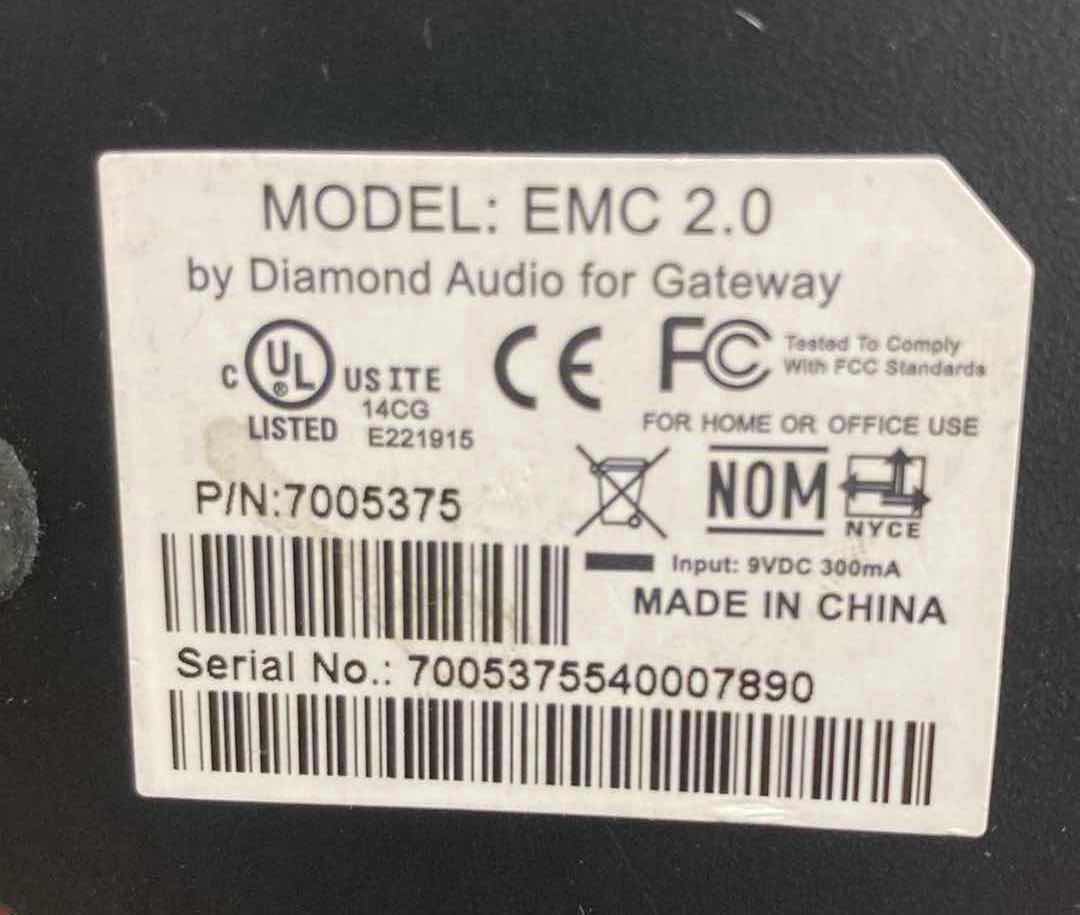 MODEL: EMC 2.0
by Diamond Audio for Gateway
C UL ® US ITE
LISTED 14CG
E221915
CE
FC Tested To Comply
With FCC Standards
FOR HOME OR OFFICE USE
P/N:7005375
NOM
NYCE
Input: 9VDC 300mA
MADE IN CHINA
Serial No.: 7005375540007890